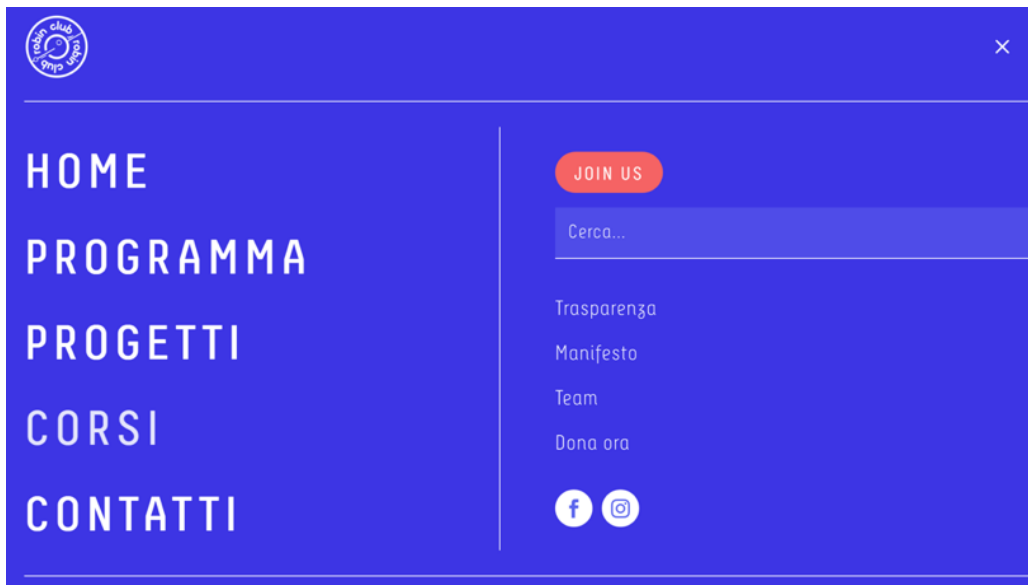 robin club robin club
HOME
PROGRAMMA
PROGETTI
CORSI
CONTATTI
JOIN US
Cerca...
Trasparenza
Manifesto
Team
Dona ora